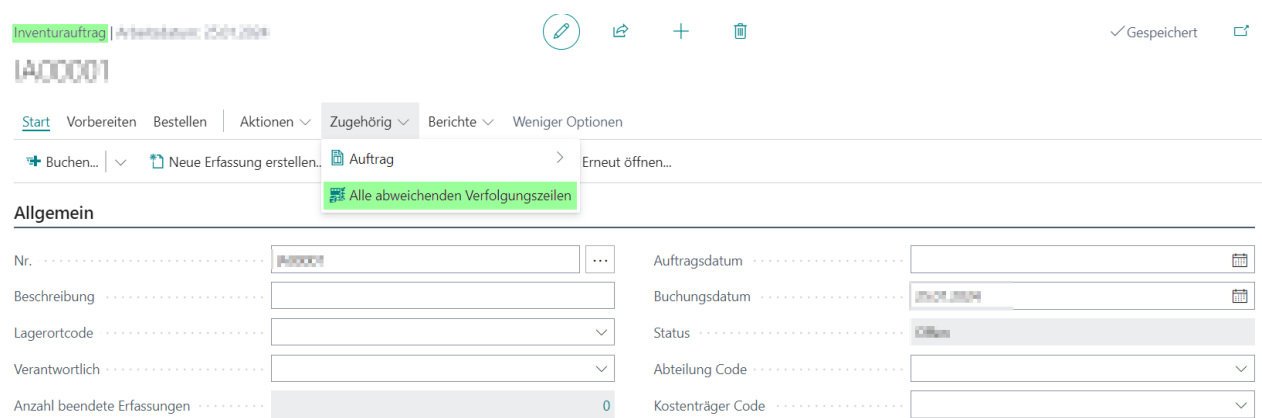 Inventurauftrag |
Gespeichert
Start Vorbereiten Bestellen Aktionen Zugehörig Berichte Weniger Optionen
Buchen... Neue Erfassung erstellen.. Auftrag Erneut öffnen...
Alle abweichenden Verfolgungszeilen
Allgemein
Nr. ... Auftragsdatum
Beschreibung Buchungsdatum
Lagerortcode Status
Verantwortlich Abteilung Code
Anzahl beendete Erfassungen 0 Kostenträger Code